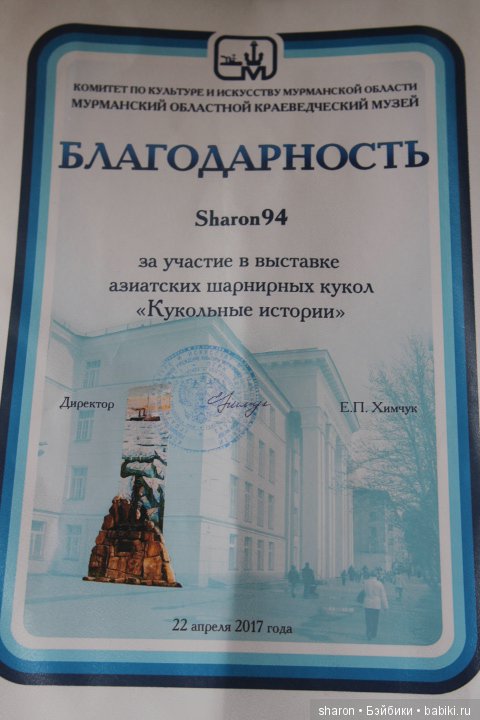 КОМИТЕТ ПО КУЛЬТУРЕ И ИСКУССТВУ МУРМАНСКОЙ ОБЛАСТИ
МУРМАНСКИЙ ОБЛАСТНОЙ КРАЕВЕДЧЕСКИЙ МУЗЕЙ
БЛАГОДАРНОСТЬ
Sharon94
за участие в выставке
азиатских шарнирных кукол
«Кукольные истории»
Директор
Е.П. Химчук
22 апреля 2017 года
sharon • Бэйбики • babiki.ru